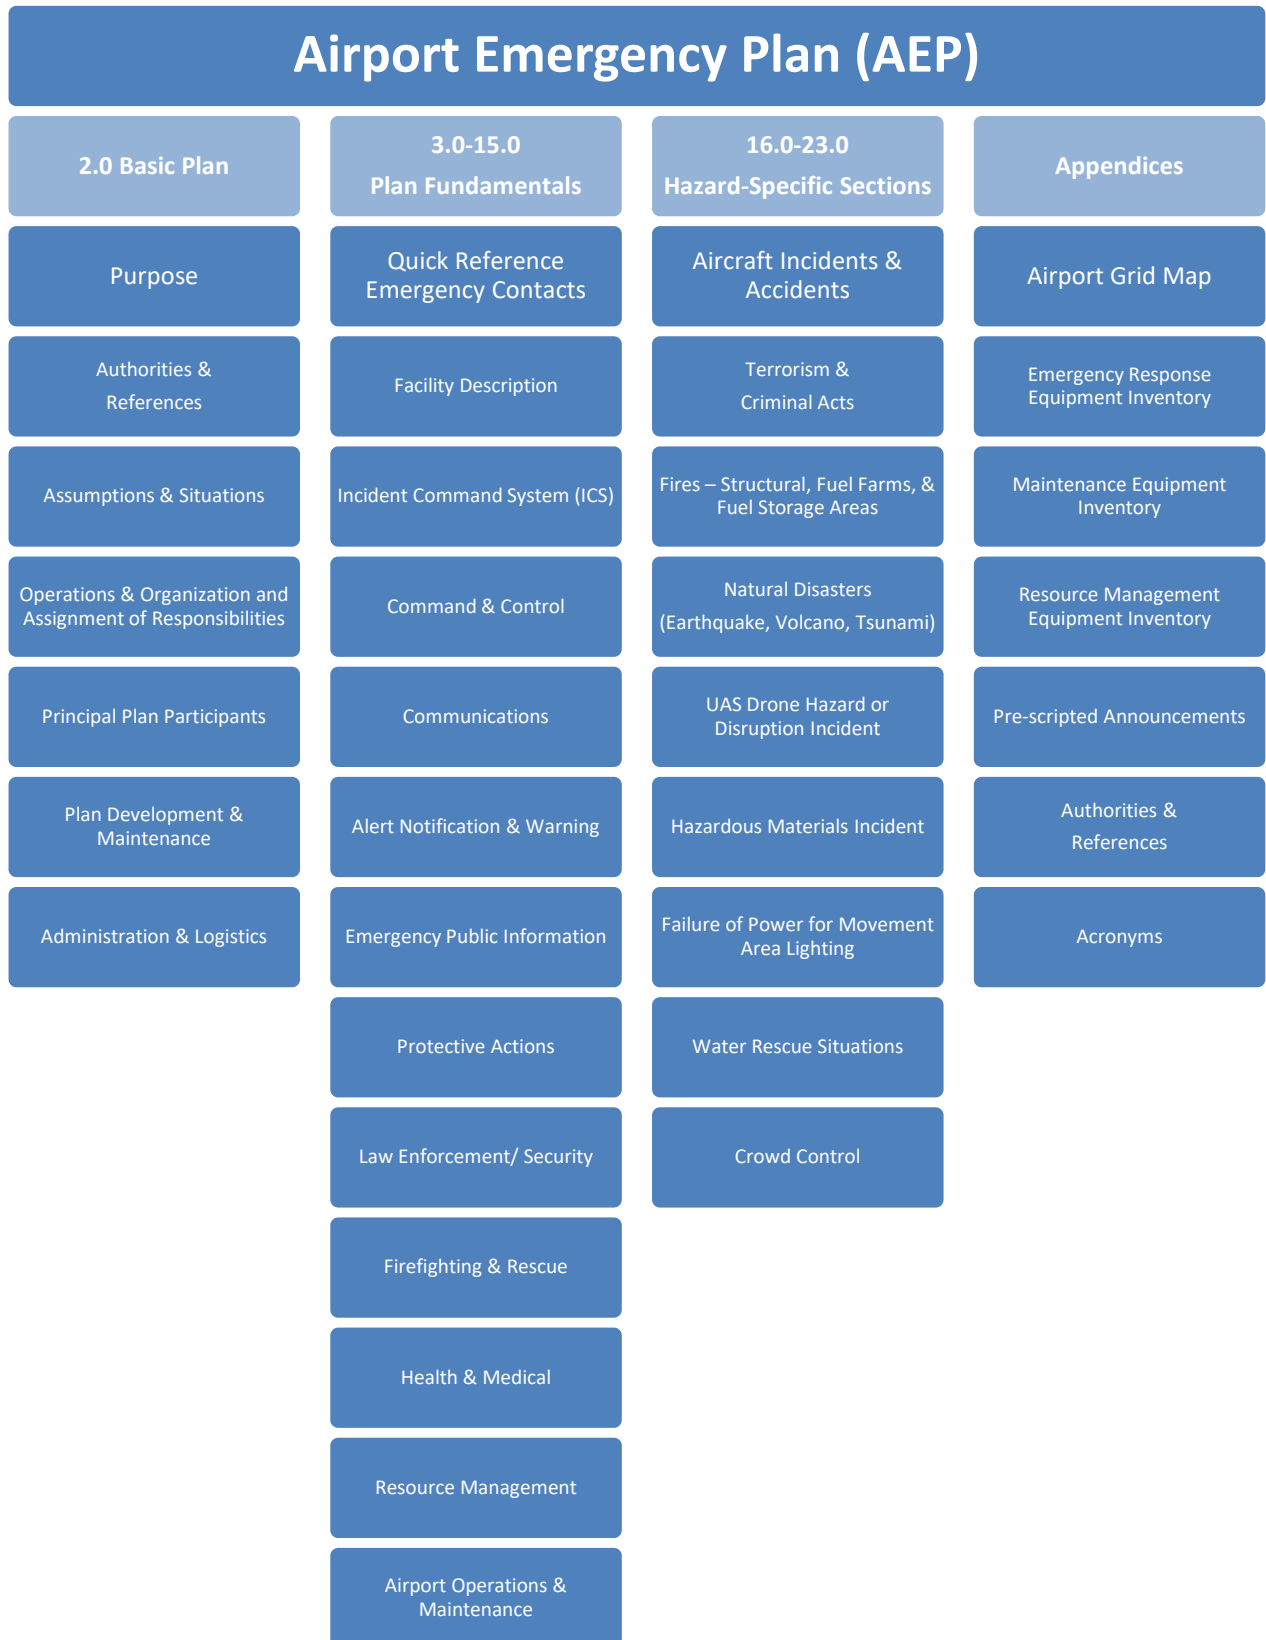 Airport Emergency Plan (AEP)
2.0 Basic Plan
Purpose
Authorities &
References
Assumptions & Situations
Operations & Organization and
Assignment of Responsibilities
Principal Plan Participants
Plan Development &
Maintenance
Administration & Logistics
3.0-15.0
Plan Fundamentals
Quick Reference
Emergency Contacts
Facility Description
Incident Command System (ICS)
Command & Control
Communications
Alert Notification & Warning
Emergency Public Information
Protective Actions
Law Enforcement/ Security
Firefighting & Rescue
Health & Medical
Resource Management
Airport Operations &
Maintenance
16.0-23.0
Hazard-Specific Sections
Aircraft Incidents &
Accidents
Terrorism &
Criminal Acts
Fires – Structural, Fuel Farms, &
Fuel Storage Areas
Natural Disasters
(Earthquake, Volcano, Tsunami)
UAS Drone Hazard or
Disruption Incident
Hazardous Materials Incident
Failure of Power for Movement
Area Lighting
Water Rescue Situations
Crowd Control
Appendices
Airport Grid Map
Emergency Response
Equipment Inventory
Maintenance Equipment
Inventory
Resource Management
Equipment Inventory
Pre-scripted Announcements
Authorities &
References
Acronyms